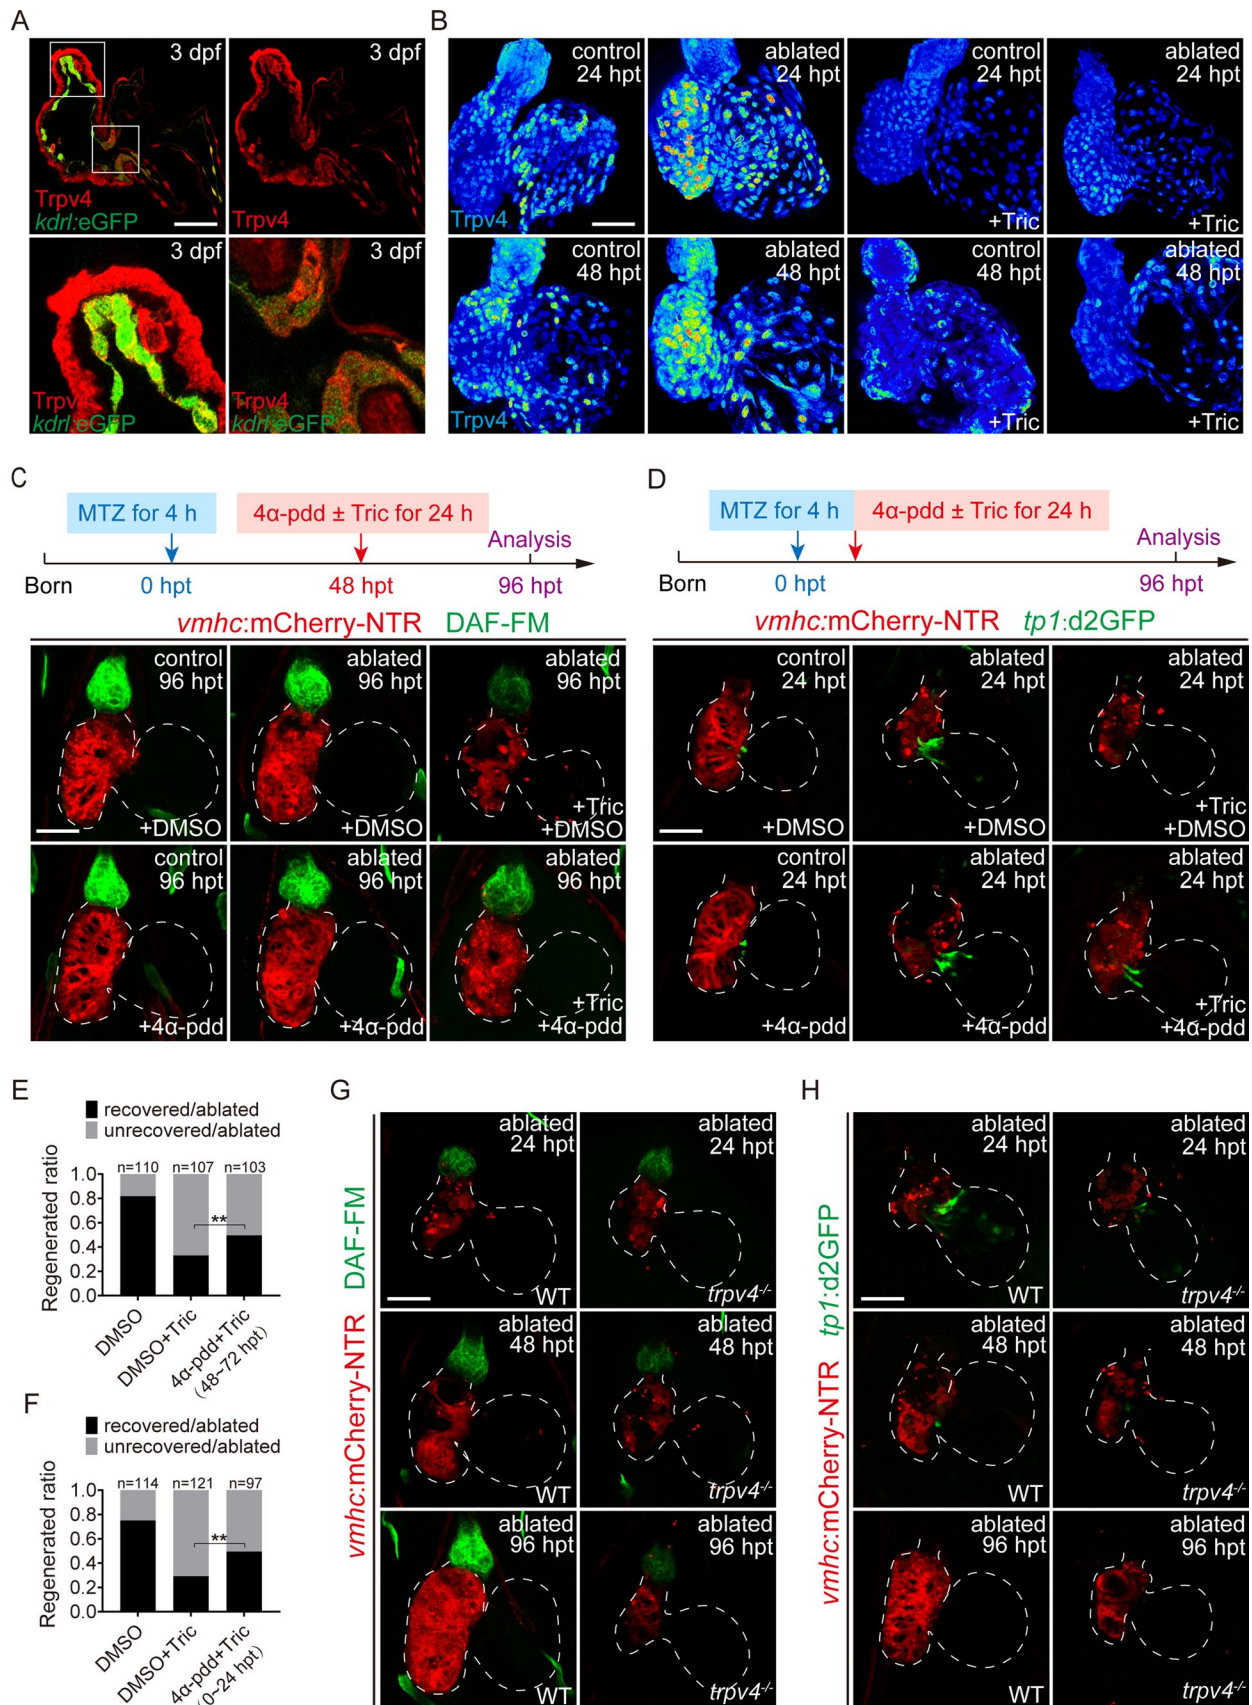 A
3 dpf
Trpv4
kdrl:eGFP
3 dpf
Trpv4
3 dpf
Trpv4
kdrl:eGFP
3 dpf
Trpv4
kdrl:eGFP
B
control
24 hpt
Trpv4
ablated
24 hpt
control
24 hpt
+Tric
ablated
24 hpt
+Tric
control
48 hpt
Trpv4
ablated
48 hpt
control
48 hpt
+Tric
ablated
48 hpt
+Tric
C
MTZ for 4 h
4α-pdd ± Tric for 24 h
Analysis
Born
0 hpt
48 hpt
96 hpt
vmhc:mCherry-NTR DAF-FM
control
96 hpt
+DMSO
ablated
96 hpt
+DMSO
ablated
96 hpt
+Tric
+DMSO
control
96 hpt
+4α-pdd
ablated
96 hpt
+4α-pdd
ablated
96 hpt
+Tric
+4α-pdd
D
MTZ for 4 h
4α-pdd ± Tric for 24 h
Analysis
Born
0 hpt
96 hpt
vmhc:mCherry-NTR tp1:d2GFP
control
24 hpt
+DMSO
ablated
24 hpt
+DMSO
ablated
24 hpt
+Tric
+DMSO
control
24 hpt
+4α-pdd
ablated
24 hpt
+4α-pdd
ablated
24 hpt
+Tric
+4α-pdd
E
recovered/ablated
unrecovered/ablated
n=110 n=107 n=103
**
Regenerated ratio
1.0
0.8
0.6
0.4
0.2
0.0
DMSO
DMSO+Tric
4α-pdd+Tric
(48~72 hpt)
F
recovered/ablated
unrecovered/ablated
n=114 n=121 n=97
**
Regenerated ratio
1.0
0.8
0.6
0.4
0.2
0.0
DMSO
DMSO+Tric
4α-pdd+Tric
(0~24 hpt)
G
vmhc:mCherry-NTR DAF-FM
ablated
24 hpt
WT
ablated
24 hpt
trpv4-/-
ablated
48 hpt
WT
ablated
48 hpt
trpv4-/-
ablated
96 hpt
WT
ablated
96 hpt
trpv4-/-
H
vmhc:mCherry-NTR tp1:d2GFP
ablated
24 hpt
WT
ablated
24 hpt
trpv4-/-
ablated
48 hpt
WT
ablated
48 hpt
trpv4-/-
ablated
96 hpt
WT
ablated
96 hpt
trpv4-/-